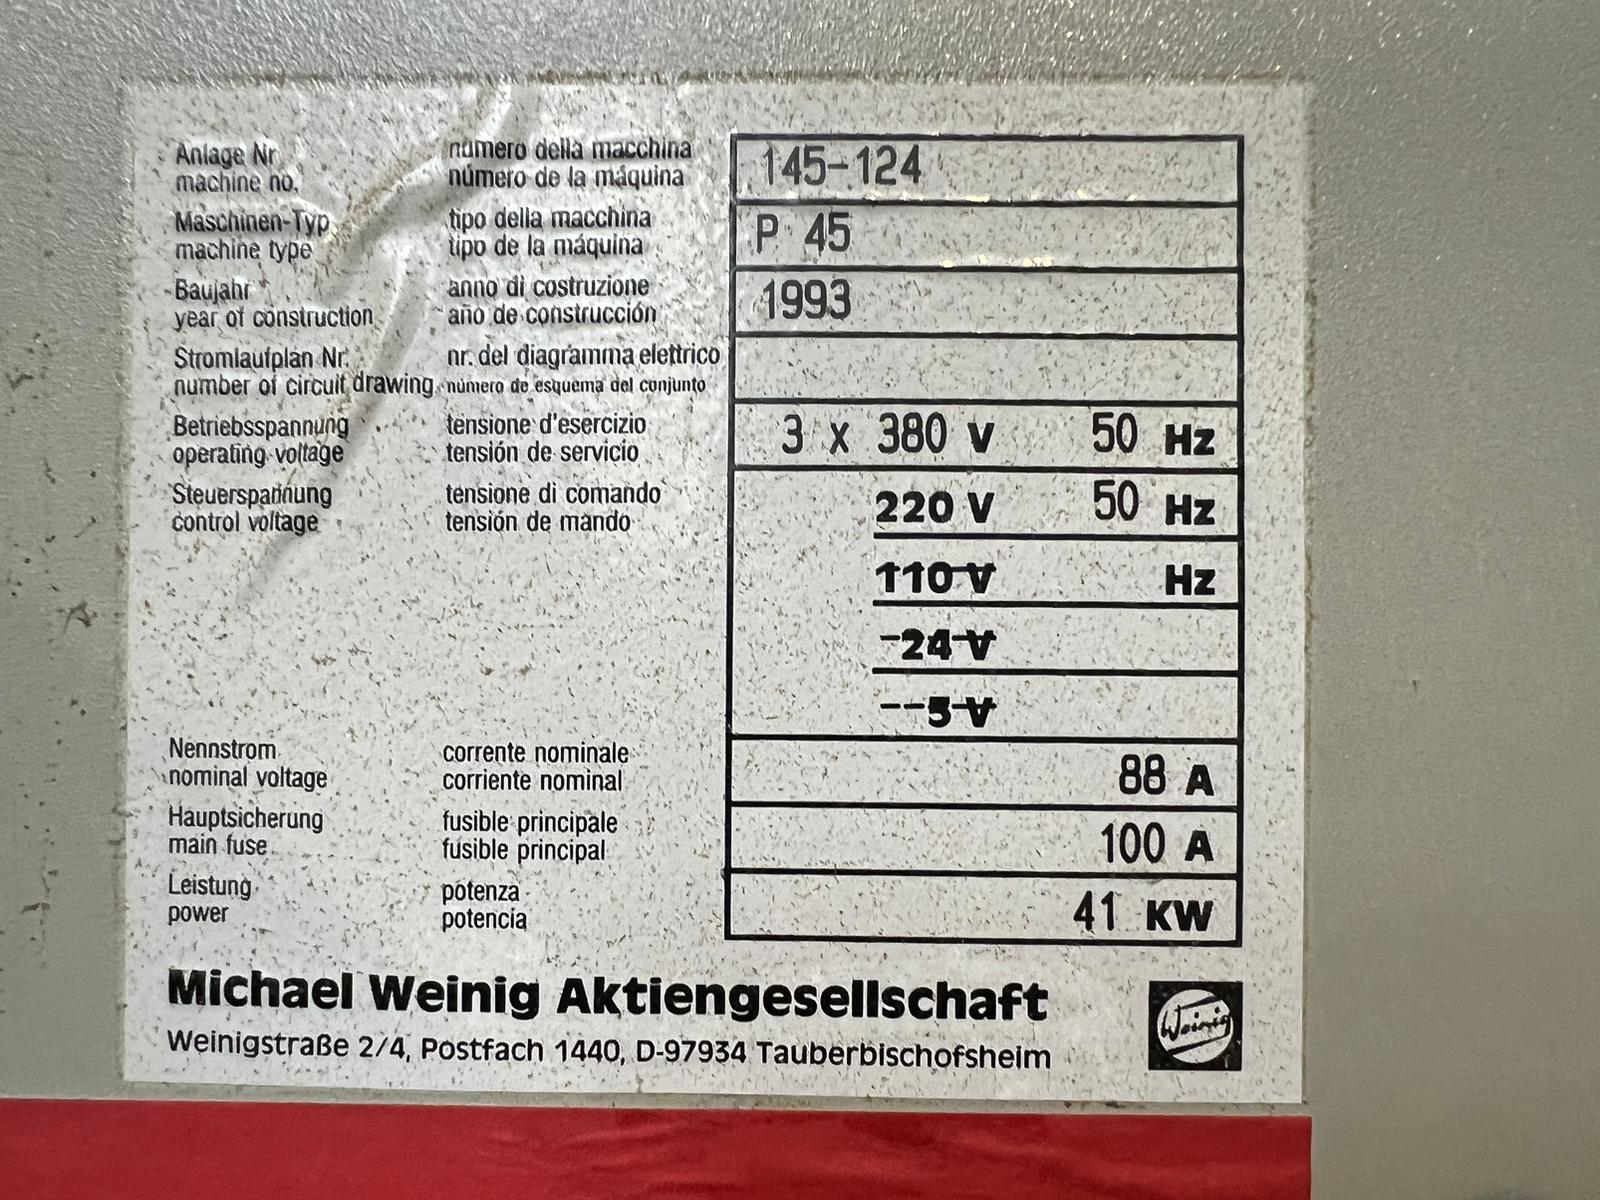 Anlage Nr numero della macchina 145-124
machine no. número de la máquina
Maschinen-Typ tipo della macchina P 45
machine type tipo de la máquina
Baujahr anno di costruzione 1993
year of construction año de construcción
Stromlaufplan Nr. nr. del diagramma elettrico
number of circuit drawing número de esquema del conjunto
Betriebsspannung tensione d'esercizio 3 x 380 V 50 Hz
operating voltage tensión de servicio
Steuerspannung tensione di comando 220 V 50 Hz
control voltage tensión de mando
110 V Hz
24 V
5 V
Nennstrom corrente nominale 88 A
nominal voltage corriente nominal
Hauptsicherung fusible principale 100 A
main fuse fusible principal
Leistung potenza 41 KW
power potencia
Michael Weinig Aktiengesellschaft
Weinigstraße 2/4, Postfach 1440, D-97934 Tauberbischofsheim
Weinig